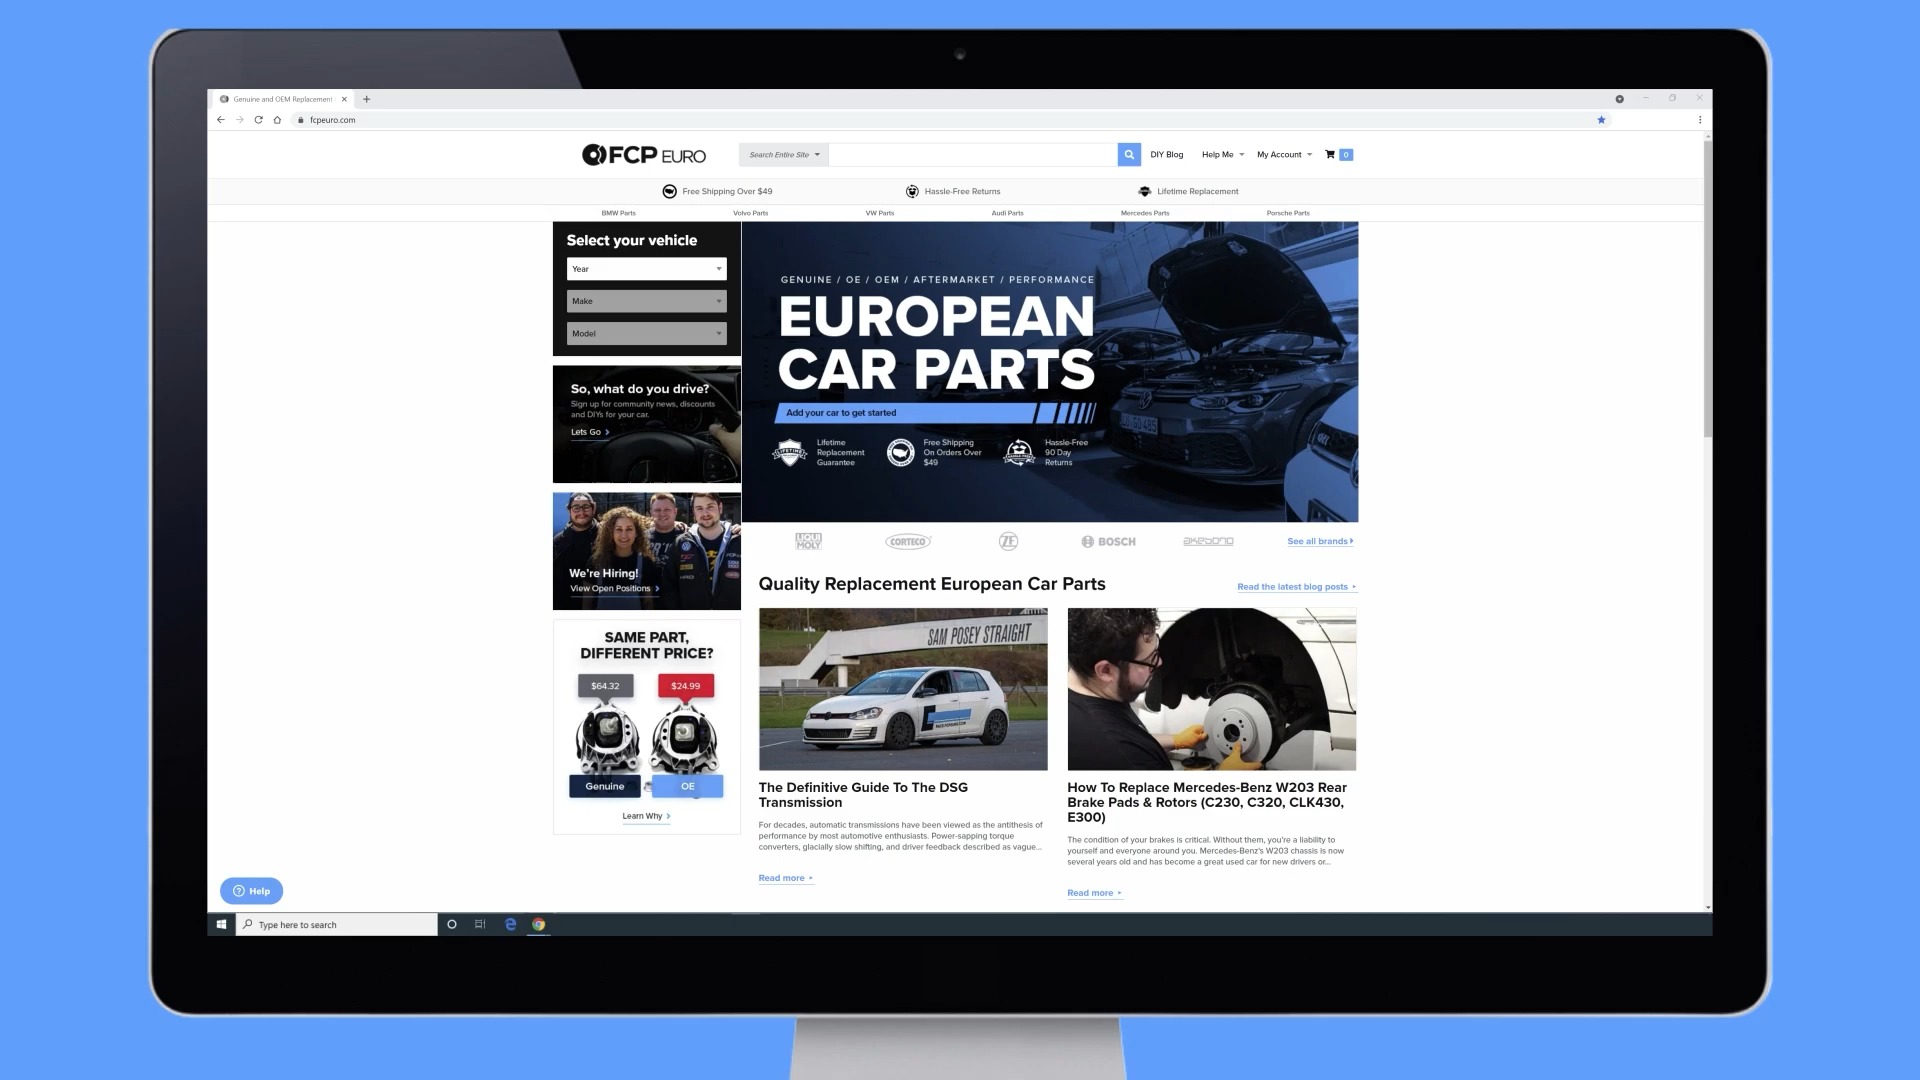 Genuine and OEM Replacement
fcpeuro.com
FCP EURO
Search Entire Site
DIY Blog
Help Me
My Account
0
Free Shipping Over $49
Hassle-Free Returns
Lifetime Replacement
BMW Parts
Volvo Parts
VW Parts
Audi Parts
Mercedes Parts
Porsche Parts
Select your vehicle
Year
Make
Model
So, what do you drive?
Sign up for community news, discounts
and DIYs for your car.
Lets Go
We're Hiring!
View Open Positions
SAME PART,
DIFFERENT PRICE?
$64.32
$24.99
Genuine
OE
Learn Why
GENUINE / OE / OEM / AFTERMARKET / PERFORMANCE
EUROPEAN
CAR PARTS
Add your car to get started
LIFETIME
Lifetime
Replacement
Guarantee
Free Shipping
On Orders Over
$49
Hassle-Free
90 Day
Returns
LIQUI
MOLY
CORTECO
ZF
BOSCH
akebono
See all brands
Quality Replacement European Car Parts
Read the latest blog posts
SAM POSEY STRAIGHT
The Definitive Guide To The DSG
Transmission
For decades, automatic transmissions have been viewed as the antithesis of
performance by most automotive enthusiasts. Power-sapping torque
converters, glacially slow shifting, and driver feedback described as vague...
Read more
How To Replace Mercedes-Benz W203 Rear
Brake Pads & Rotors (C230, C320, CLK430,
E300)
The condition of your brakes is critical. Without them, you're a liability to
yourself and everyone around you. Mercedes-Benz's W203 chassis is now
several years old and has become a great used car for new drivers or...
Read more
Help
Type here to search